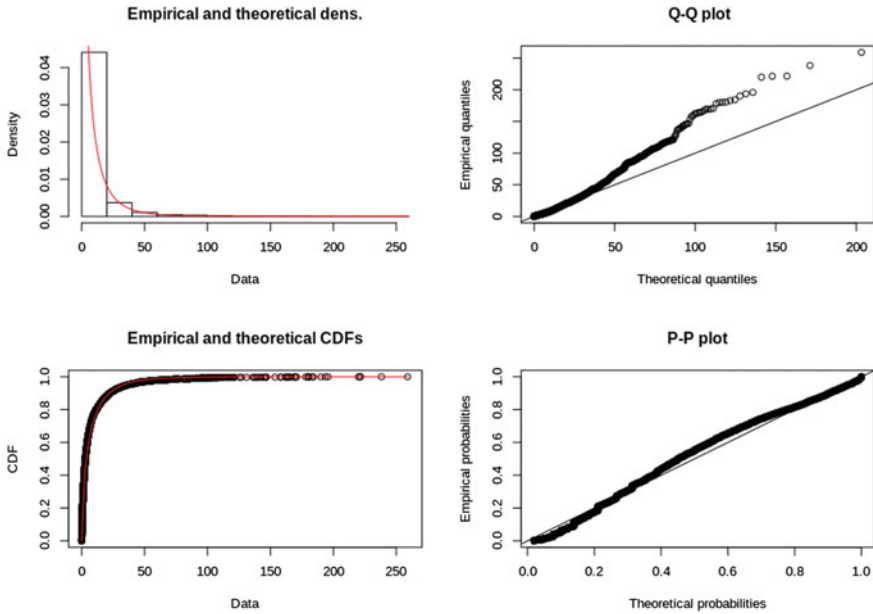 Empirical and theoretical dens.
Density
0.00 0.01 0.02 0.03 0.04
0 50 100 150 200 250
Data
Q-Q plot
Empirical quantiles
0 50 100 200
0 50 100 150 200
Theoretical quantiles
Empirical and theoretical CDFs
CDF
0.0 0.2 0.4 0.6 0.8 1.0
0 50 100 150 200 250
Data
P-P plot
Empirical probabilities
0.0 0.2 0.4 0.6 0.8 1.0
0.0 0.2 0.4 0.6 0.8 1.0
Theoretical probabilities